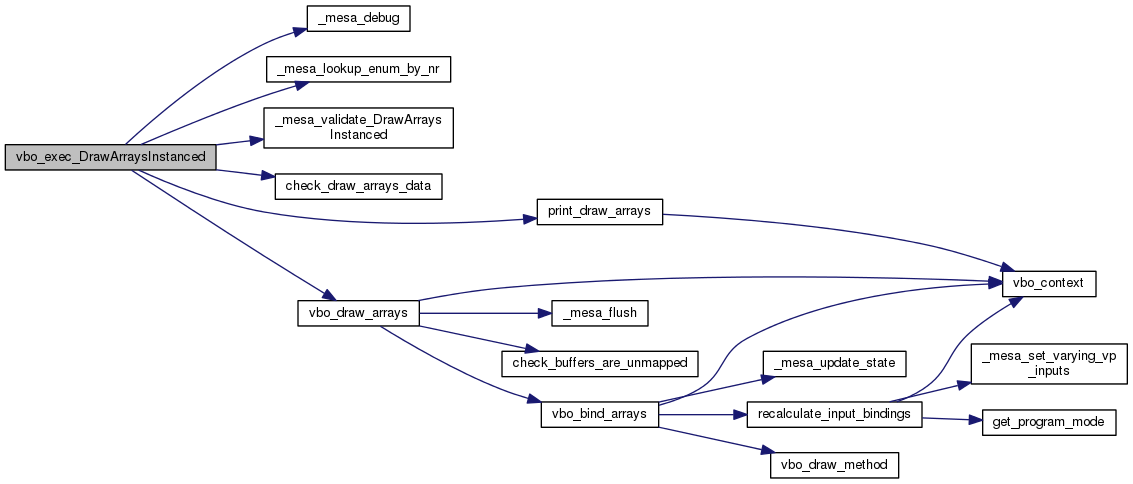 _mesa_debug
_mesa_lookup_enum_by_nr
_mesa_validate_DrawArrays
Instanced
vbo_exec_DrawArraysInstanced
check_draw_arrays_data
print_draw_arrays
vbo_context
vbo_draw_arrays
_mesa_flush
check_buffers_are_unmapped
_mesa_set_varying_vp
_inputs
_mesa_update_state
vbo_bind_arrays
recalculate_input_bindings
get_program_mode
vbo_draw_method